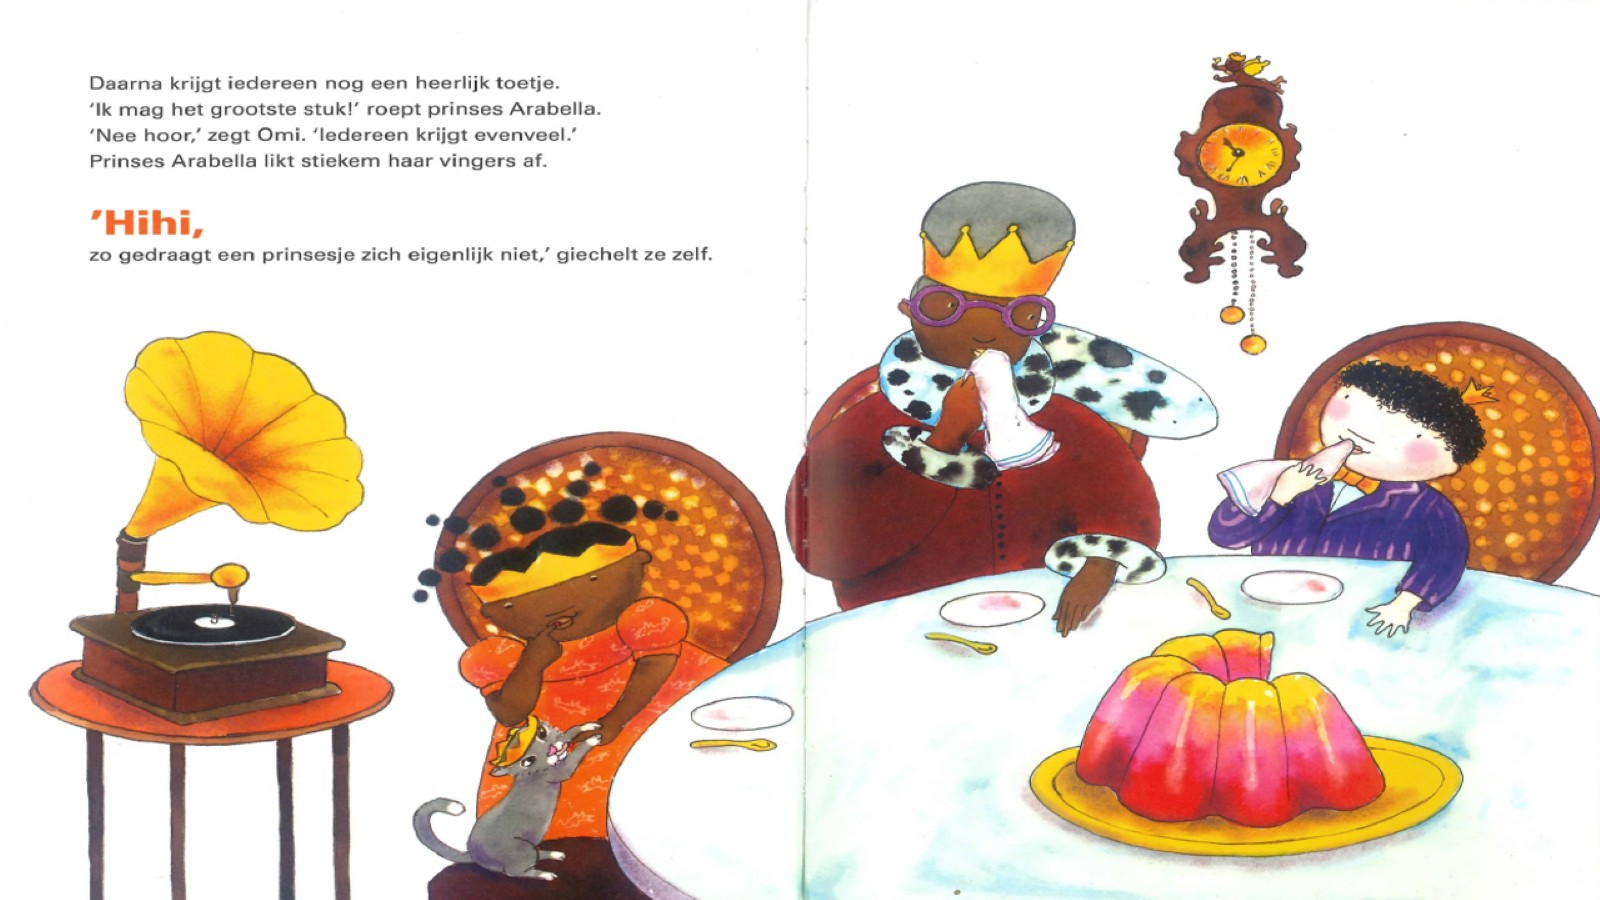 Daarna krijgt iedereen nog een heerlijk toetje.
‘Ik mag het grootste stuk!’ roept prinses Arabella.
‘Nee hoor,’ zegt Omi. ‘Iedereen krijgt evenveel.’
Prinses Arabella likt stiekem haar vingers af.
’Hihi,
zo gedraagt een prinsesje zich eigenlijk niet,’ giechelt ze zelf.